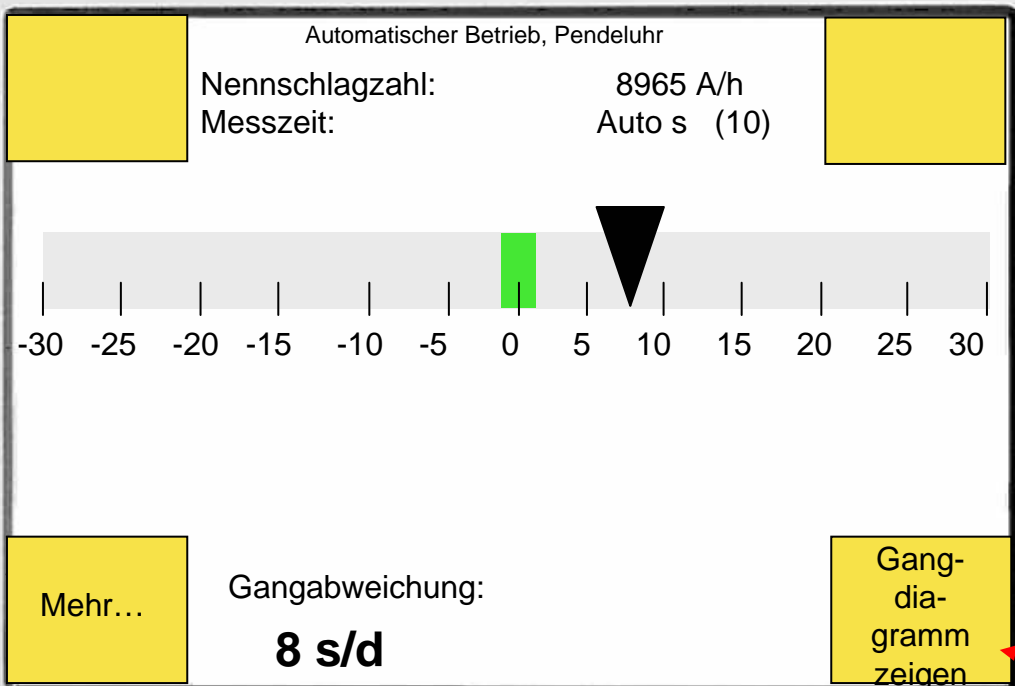 Automatischer Betrieb, Pendeluhr
Nennschlagzahl: 8965 A/h
Messzeit: Auto s (10)
-30 -25 -20 -15 -10 -5 0 5 10 15 20 25 30
Mehr…
Gangabweichung:
8 s/d
Gang-
dia-
gramm
zeigen